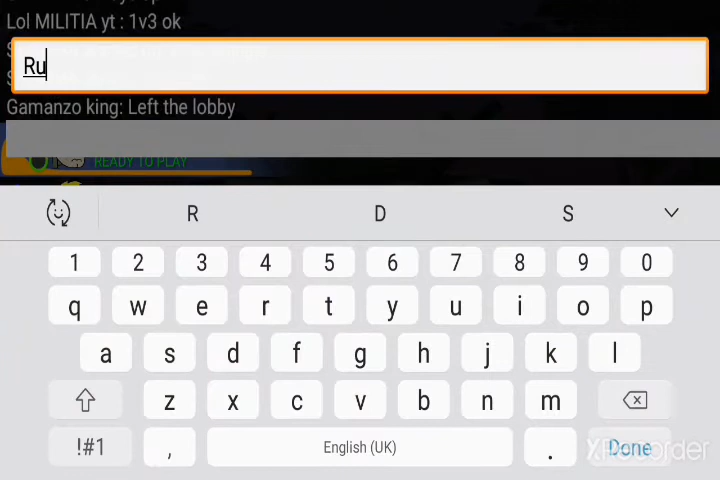 Lol MILITIA yt : 1v3 ok
Ru
Gamanzo king: Left the lobby
READY TO PLAY
R D S
1 2 3 4 5 6 7 8 9 0
q w e r t y u i o p
a s d f g h j k l
z x c v b n m
!#1 , English (UK) . Done
XRecorder